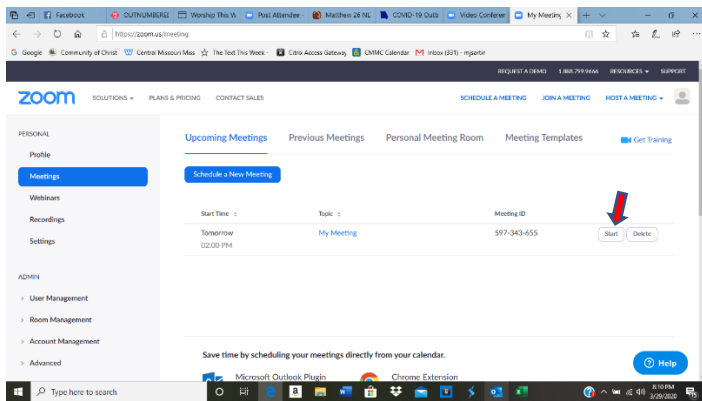 Facebook
OUTNUMBERE
Worship This W
Post Attendee -
Matthew 26 NL
COVID-19 Outb
Video Conferen
My Meeting
https://zoom.us/meeting
Google
Community of Christ
Central Missouri Miss
The Text This Week -
Citrix Access Gateway
CMMC Calendar
Inbox (331) - mjsartin
REQUEST A DEMO 1.888.799.9666 RESOURCES SUPPORT
zoom SOLUTIONS PLANS & PRICING CONTACT SALES SCHEDULE A MEETING JOIN A MEETING HOST A MEETING
PERSONAL
Profile
Meetings
Webinars
Recordings
Settings
ADMIN
User Management
Room Management
Account Management
Advanced
Upcoming Meetings Previous Meetings Personal Meeting Room Meeting Templates Get Training
Schedule a New Meeting
Start Time Topic Meeting ID
Tomorrow My Meeting 597-343-655 Start Delete
02:00 PM
Save time by scheduling your meetings directly from your calendar.
Microsoft Outlook Plugin Chrome Extension
Help
Type here to search
8:10 PM
3/29/2020